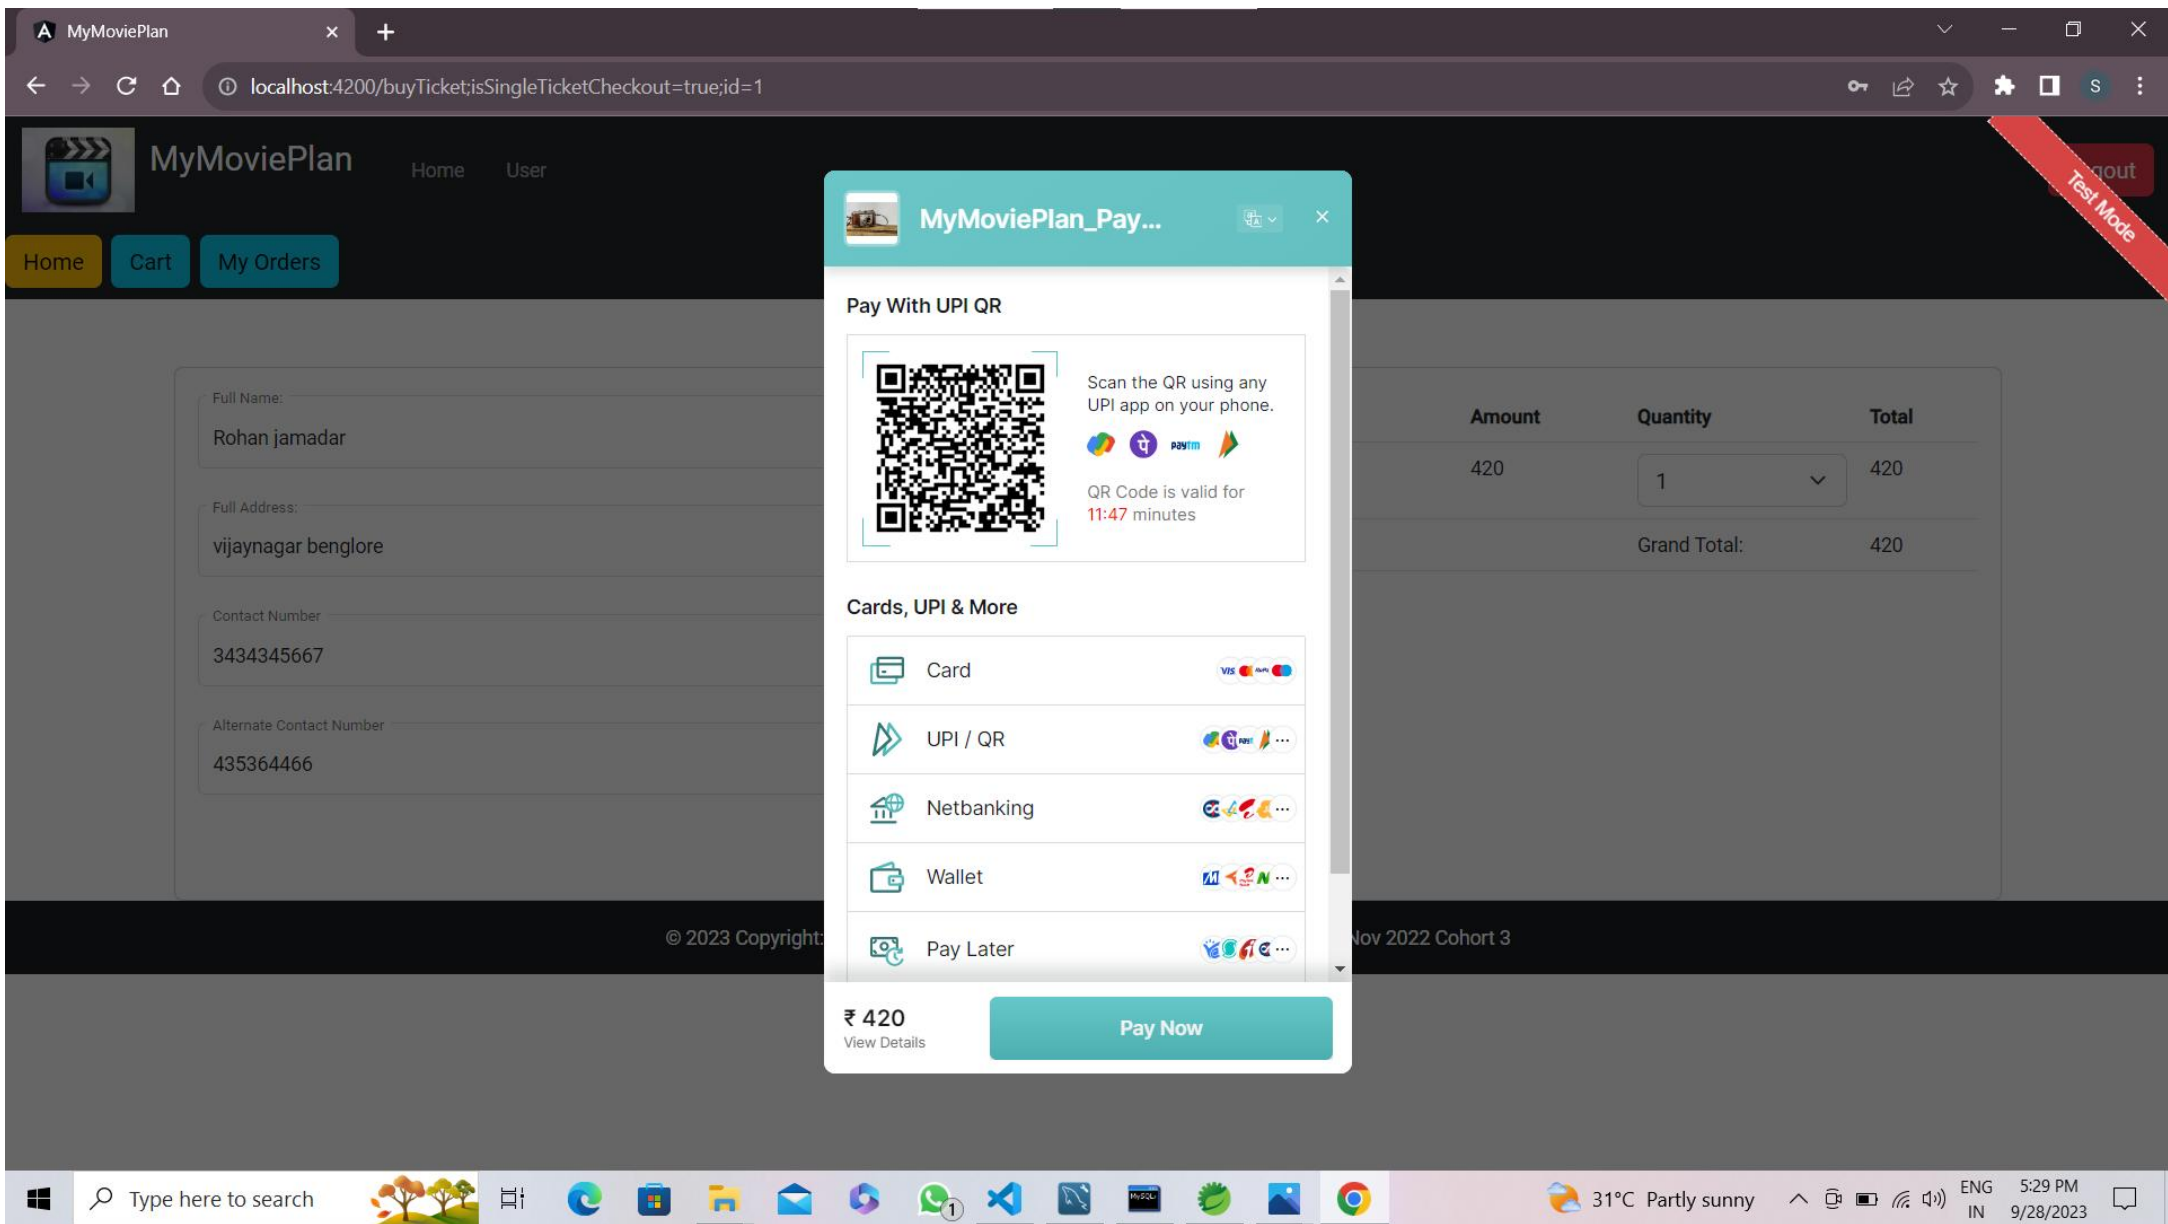 MyMoviePlan
localhost:4200/buyTicket;isSingleTicketCheckout=true;id=1
S
MyMoviePlan
Home
User
gout
Test Mode
Home
Cart
My Orders
MyMoviePlan_Pay...
Pay With UPI QR
Scan the QR using any
UPI app on your phone.
paytm
QR Code is valid for
11:47 minutes
Full Name:
Rohan jamadar
Full Address:
vijaynagar benglore
Contact Number
3434345667
Alternate Contact Number
435364466
Amount Quantity Total
420 1 420
Grand Total: 420
Cards, UPI & More
Card
VIS
UPI / QR
Netbanking
Wallet
Pay Later
₹ 420
View Details
Pay Now
© 2023 Copyright:
Nov 2022 Cohort 3
Type here to search
1
MySQL
31°C Partly sunny
ENG
IN
5:29 PM
9/28/2023